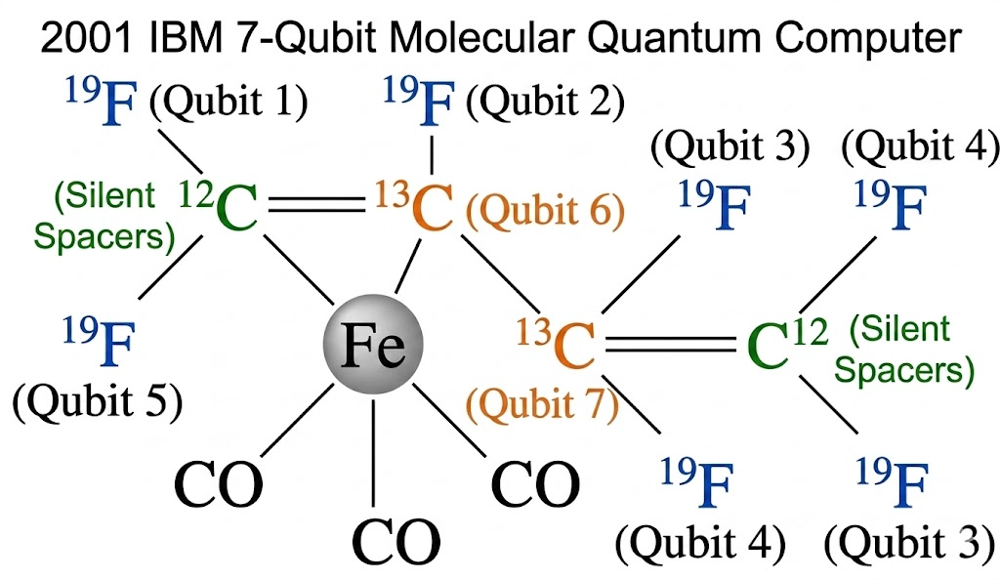 2001 IBM 7-Qubit Molecular Quantum Computer
¹⁹F (Qubit 1)
¹⁹F (Qubit 2)
(Qubit 3)
¹⁹F
(Qubit 4)
¹⁹F
(Silent
Spacers)
¹²C
¹³C (Qubit 6)
¹⁹F
(Qubit 5)
Fe
¹³C
(Qubit 7)
C¹²
(Silent
Spacers)
CO
CO
CO
¹⁹F
(Qubit 4)
¹⁹F
(Qubit 3)